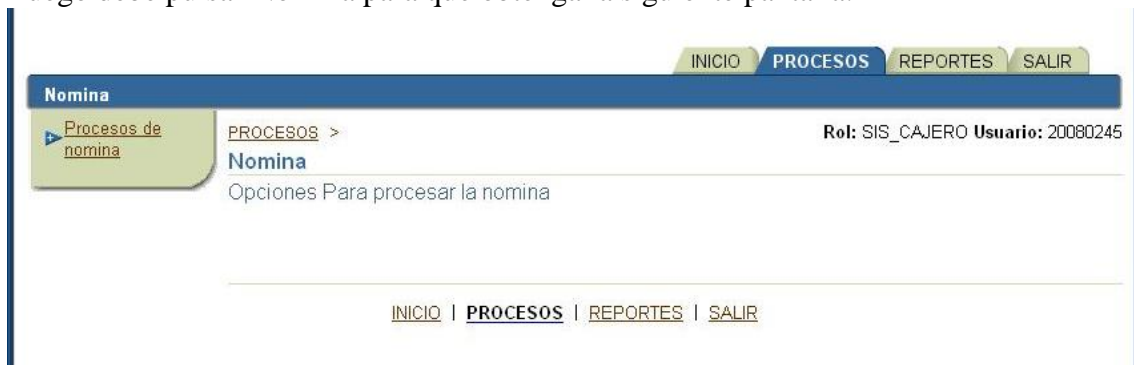 INICIO PROCESOS REPORTES SALIR
Nomina
Procesos de
nomina
PROCESOS >
Rol: SIS_CAJERO Usuario: 20080245
Nomina
Opciones Para procesar la nomina
INICIO | PROCESOS | REPORTES | SALIR